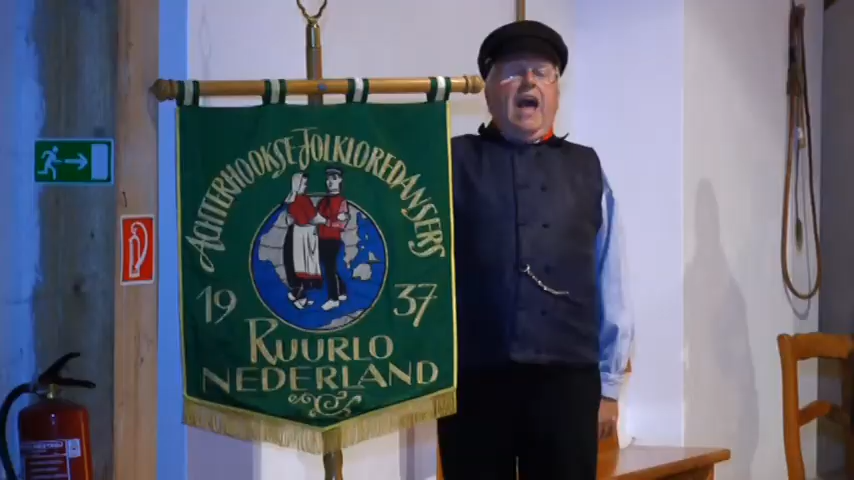 ACHTERHOOKSE FOLKLOREDANSERS
19 37
RUURLO
NEDERLAND